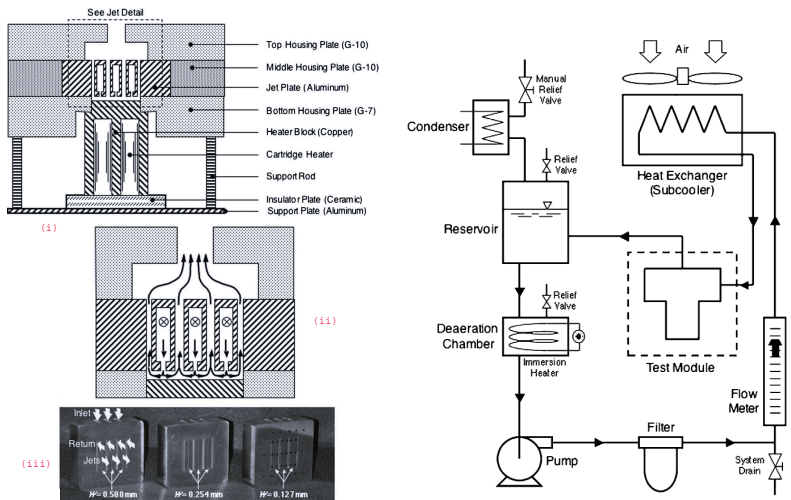 See Jet Detail
Top Housing Plate (G-10)
Middle Housing Plate (G-10)
Jet Plate (Aluminum)
Bottom Housing Plate (G-7)
Heater Block (Copper)
Cartridge Heater
Support Rod
Insulator Plate (Ceramic)
Support Plate (Aluminum)
(i)
(ii)
Inlet
Return
Jets
(iii)
W = 0.508 mm
W = 0.254 mm
W = 0.127 mm
Air
Manual
Relief
Valve
Condenser
Heat Exchanger
(Subcooler)
Relief
Valve
Reservoir
Relief
Valve
Deaeration
Chamber
Immersion
Heater
Test Module
Flow
Meter
Filter
Pump
System
Drain